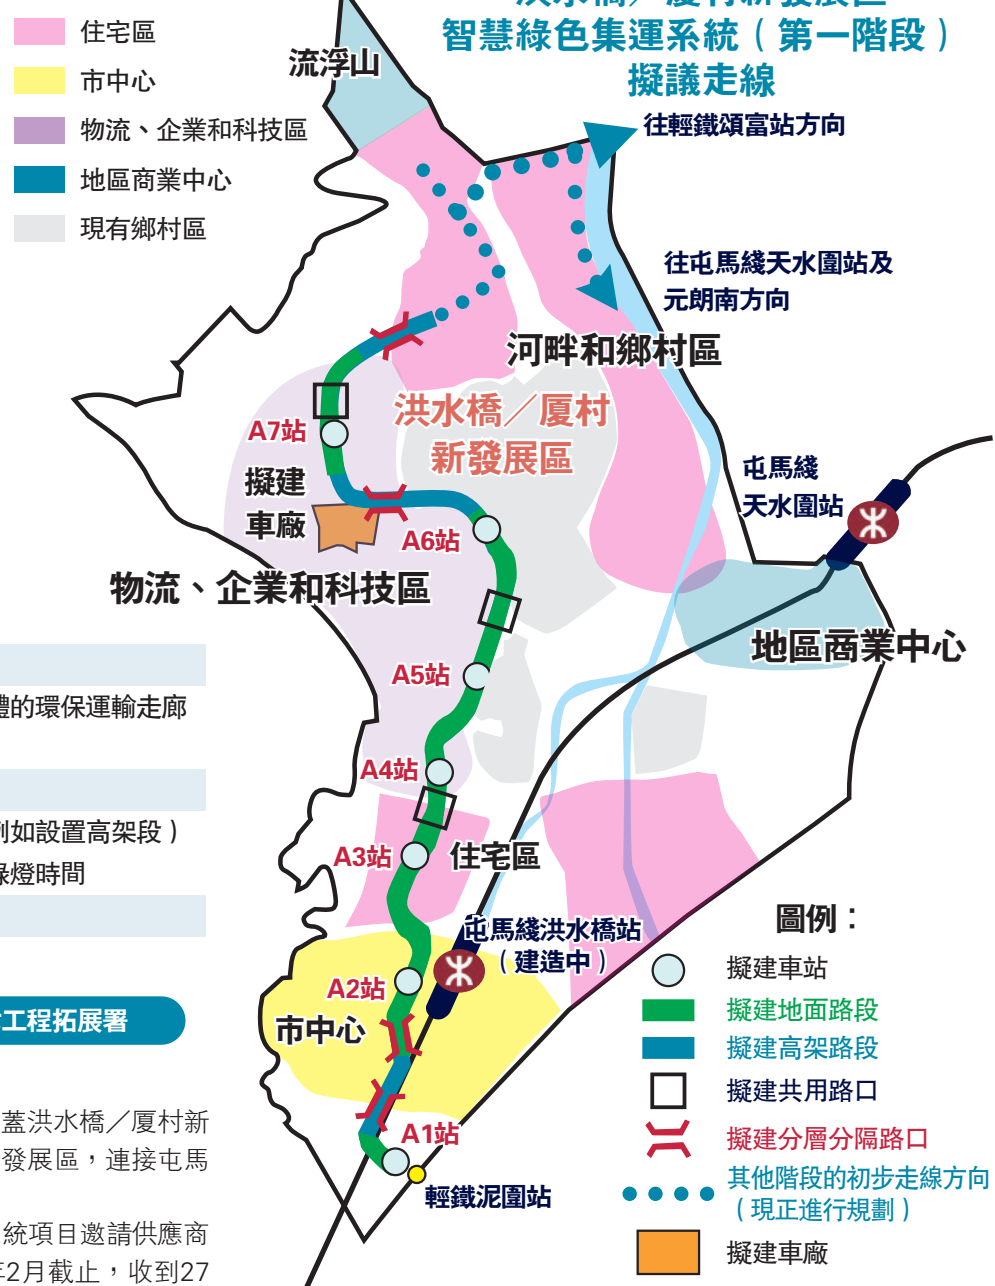 洪水橋／厦村新發展區
智慧綠色集運系統（第一階段）
擬議走線
住宅區
市中心
物流、企業和科技區
地區商業中心
現有鄉村區
流浮山
往輕鐵頌富站方向
往屯馬綫天水圍站及
元朗南方向
河畔和鄉村區
洪水橋／厦村
新發展區
A7站
擬建
車廠
A6站
屯馬綫
天水圍站
物流、企業和科技區
地區商業中心
A5站
體的環保運輸走廊
A4站
例如設置高架段）
綠燈時間
A3站
住宅區
屯馬綫洪水橋站
（建造中）
A2站
市中心
工程拓展署
A1站
輕鐵泥圍站
蓋洪水橋／厦村新
發展區，連接屯馬
統項目邀請供應商
年2月截止，收到27
圖例：
擬建車站
擬建地面路段
擬建高架路段
擬建共用路口
擬建分層分隔路口
其他階段的初步走線方向
（現正進行規劃）
擬建車廠